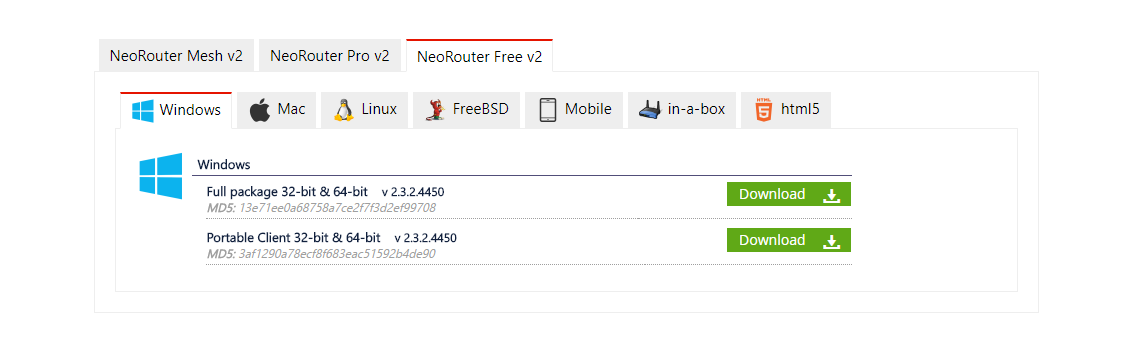 NeoRouter Mesh v2 NeoRouter Pro v2 NeoRouter Free v2
Windows Mac Linux FreeBSD Mobile in-a-box HTML html5
Windows
Full package 32-bit & 64-bit v 2.3.2.4450 Download
MD5: 13e71ee0a68758a7ce2f7f3d2ef99708
Portable Client 32-bit & 64-bit v 2.3.2.4450 Download
MD5: 3af1290a78ecf8f683eac51592b4de90